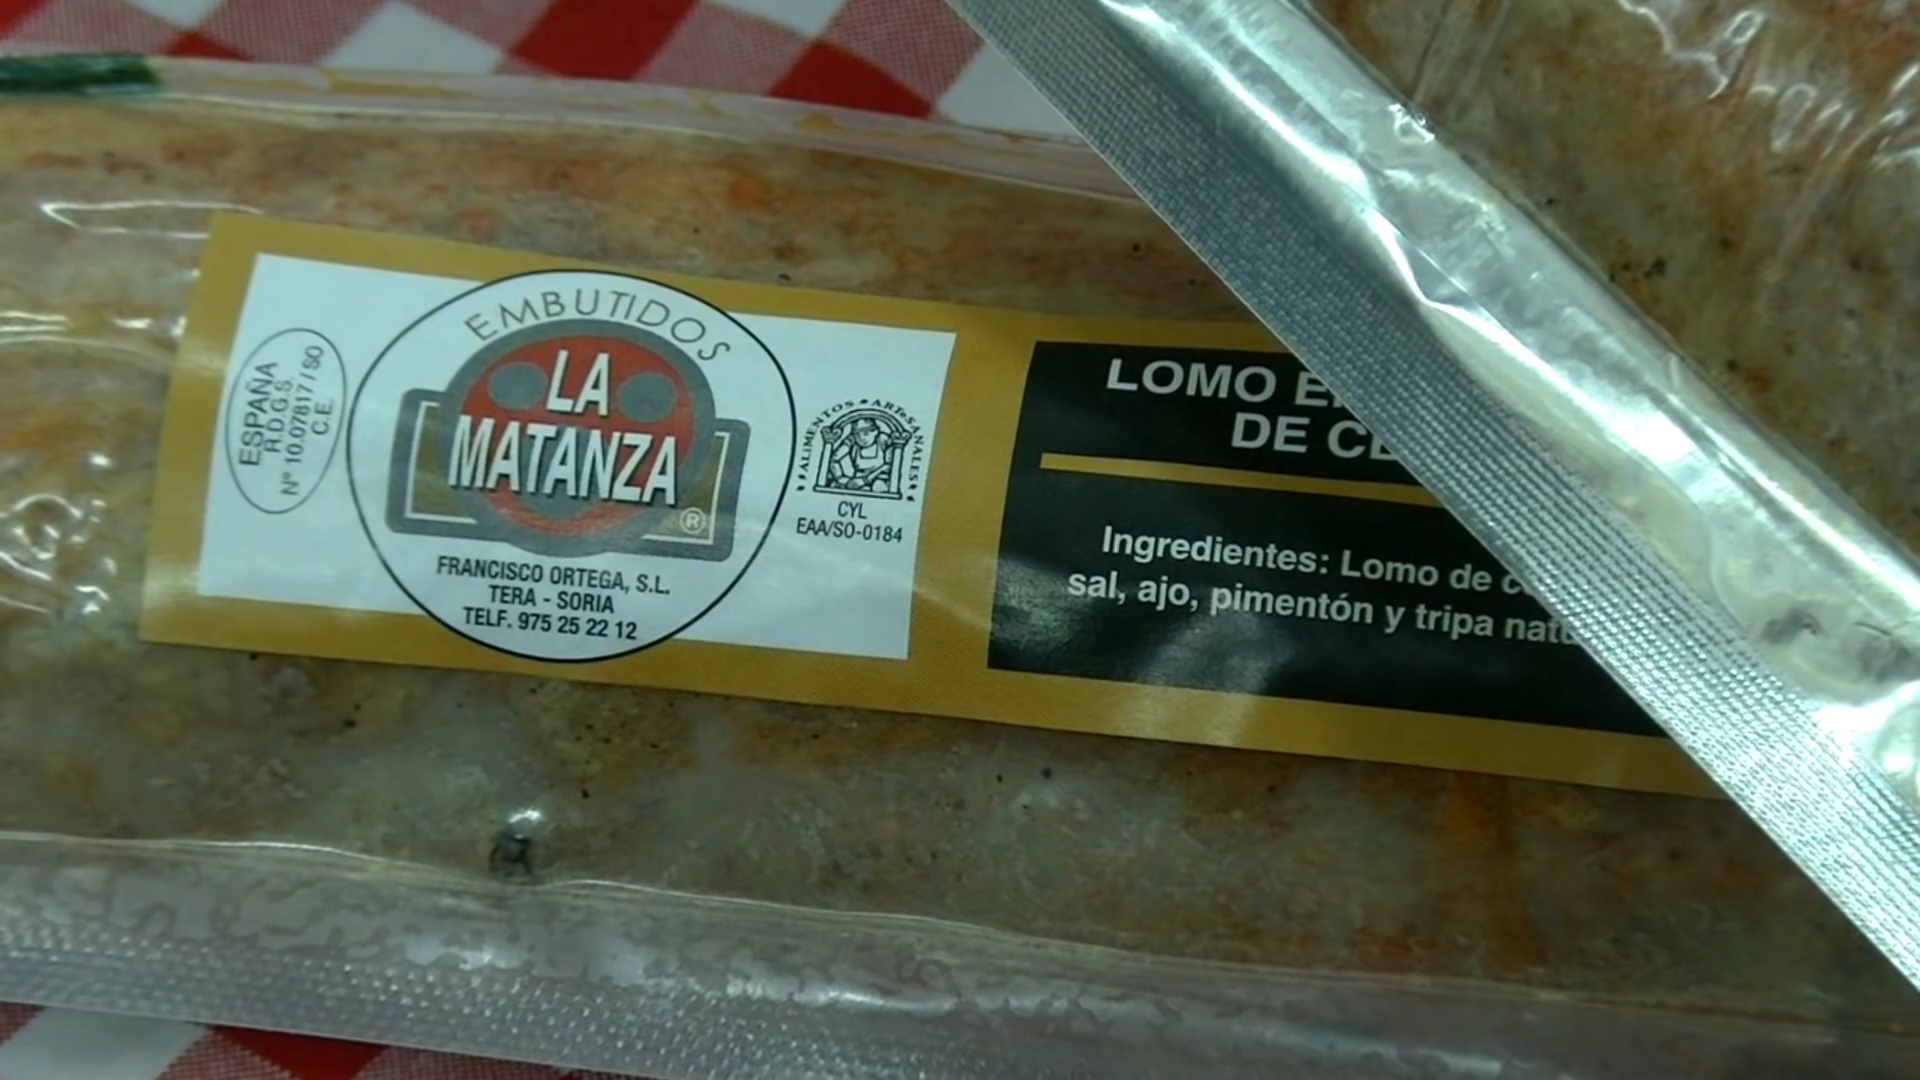 ESPAÑA
R.D.G.S.
Nº 10.07817/SO
C.E.
EMBUTIDOS
LA
MATANZA
®
FRANCISCO ORTEGA, S.L.
TERA - SORIA
TELF. 975 25 22 12
ALIMENTOS ARTESANALES
CYL
EAA/SO-0184
LOMO
DE
Ingredientes: Lomo de
sal, ajo, pimentón y tripa